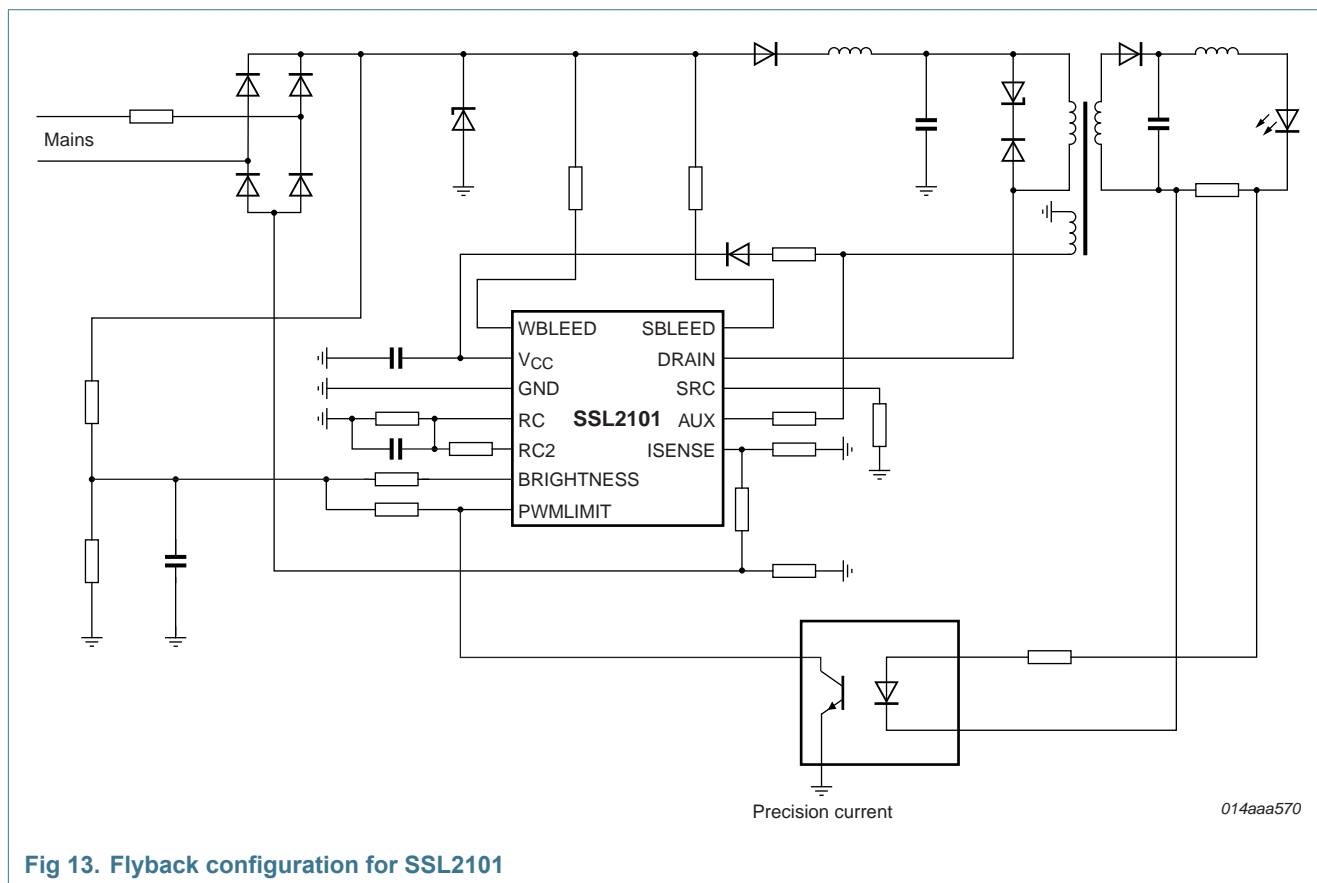 Mains
WBLEED SBLEED
VCC DRAIN
GND SRC
RC SSL2101 AUX
RC2 ISENSE
BRIGHTNESS
PWMLIMIT
Precision current
014aaa570
Fig 13. Flyback configuration for SSL2101